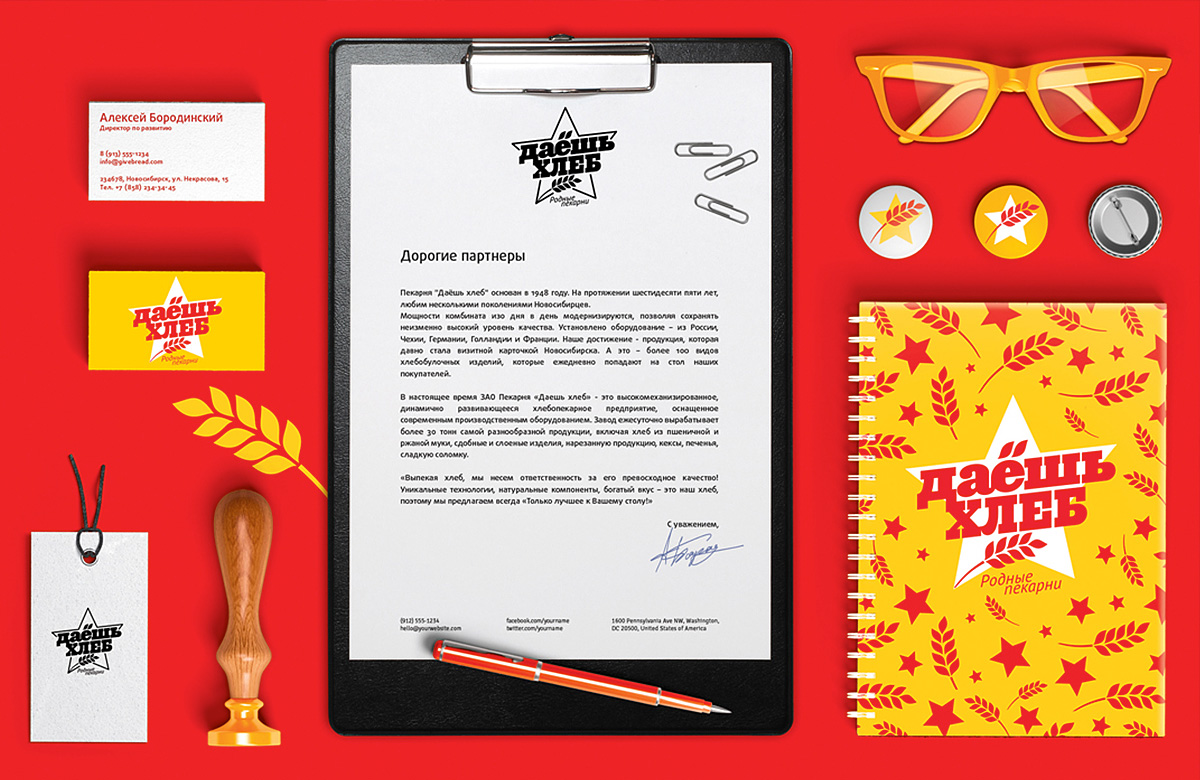 Алексей Бородинский
Директор по развитию
8 (913) 555-1234
info@givebread.com
234678, Новосибирск, ул. Некрасова, 15
Тел. +7 (858) 234-34-45
даёшь
ХЛЕБ
Родные
пекарни
даёшь
ХЛЕБ
Родные
пекарни
даёшь
ХЛЕБ
Родные
пекарни
Дорогие партнеры
Пекарня "Даёшь хлеб" основан в 1948 году. На протяжении шестидесяти пяти лет,
любим несколькими поколениями Новосибирцев.
Мощности комбината изо дня в день модернизируются, позволяя сохранять
неизменно высокий уровень качества. Установлено оборудование – из России,
Чехии, Германии, Голландии и Франции. Наше достижение - продукция, которая
давно стала визитной карточкой Новосибирска. А это – более 100 видов
хлебобулочных изделий, которые ежедневно попадают на стол наших
покупателей.
В настоящее время ЗАО Пекарня «Даешь хлеб» - это высокомеханизированное,
динамично развивающееся хлебопекарное предприятие, оснащенное
современным производственным оборудованием. Завод ежесуточно вырабатывает
более 30 тонн самой разнообразной продукции, включая хлеб из пшеничной и
ржаной муки, сдобные и слоеные изделия, нарезанную продукцию, кексы, печенья,
сладкую соломку.
«Выпекая хлеб, мы несем ответственность за его превосходное качество!
Уникальные технологии, натуральные компоненты, богатый вкус – это наш хлеб,
поэтому мы предлагаем всегда «Только лучшее к Вашему столу!»
С уважением,
(912) 555-1234
hello@yourwebsite.com
facebook.com/yourname
twitter.com/yourname
1600 Pennsylvania Ave NW, Washington,
DC 20500, United States of America
даёшь
ХЛЕБ
Родные
пекарни